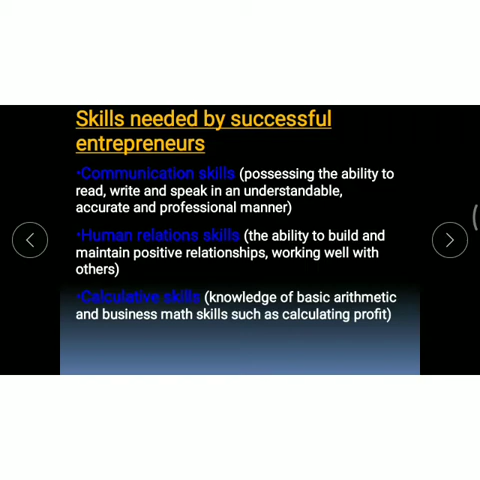 Skills needed by successful
entrepreneurs
•Communication skills (possessing the ability to
read, write and speak in an understandable,
accurate and professional manner)
•Human relations skills (the ability to build and
maintain positive relationships, working well with
others)
•Calculative skills (knowledge of basic arithmetic
and business math skills such as calculating profit)